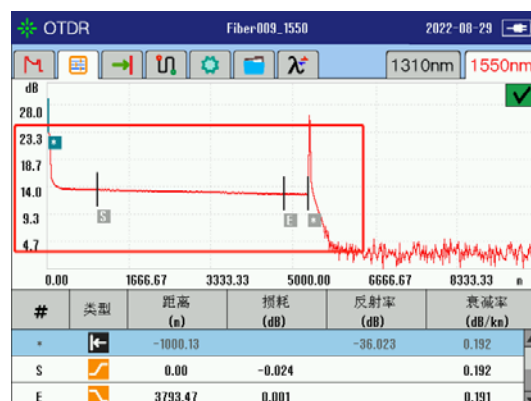 OTDR Fiber009_1550 2022-08-29
1310nm 1550nm
dB
28.0
23.3
18.7
14.0
9.3
4.7
*
S
E
*
0.00 1666.67 3333.33 5000.00 6666.67 8333.33 m
# 类型 距离 (m) 损耗 (dB) 反射率 (dB) 衰减率 (dB/km)
* -1000.13 -36.023 0.192
S 0.00 -0.024 0.192
E 3793.47 0.001 0.191